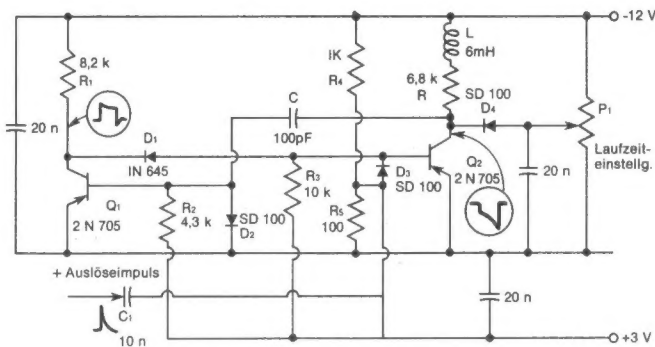 -12 V
L
6mH
IK
R₄
8,2 k
R₁
6,8 k
R
SD 100
D₄
P₁
C
100pF
20 n
Laufzeit-
einstellg.
D₁
IN 645
R₃
10 k
D₃
SD 100
Q₂
2 N 705
20 n
Q₁
2 N 705
R₂
4,3 k
SD 100
D₂
R₅
100
+ Auslöseimpuls
C₁
10 n
20 n
+3 V